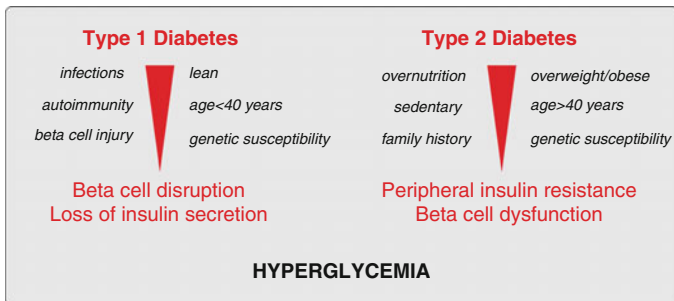 Type 1 Diabetes
infections
lean
autoimmunity
age<40 years
beta cell injury
genetic susceptibility
Beta cell disruption
Loss of insulin secretion
Type 2 Diabetes
overnutrition
overweight/obese
sedentary
age>40 years
family history
genetic susceptibility
Peripheral insulin resistance
Beta cell dysfunction
HYPERGLYCEMIA